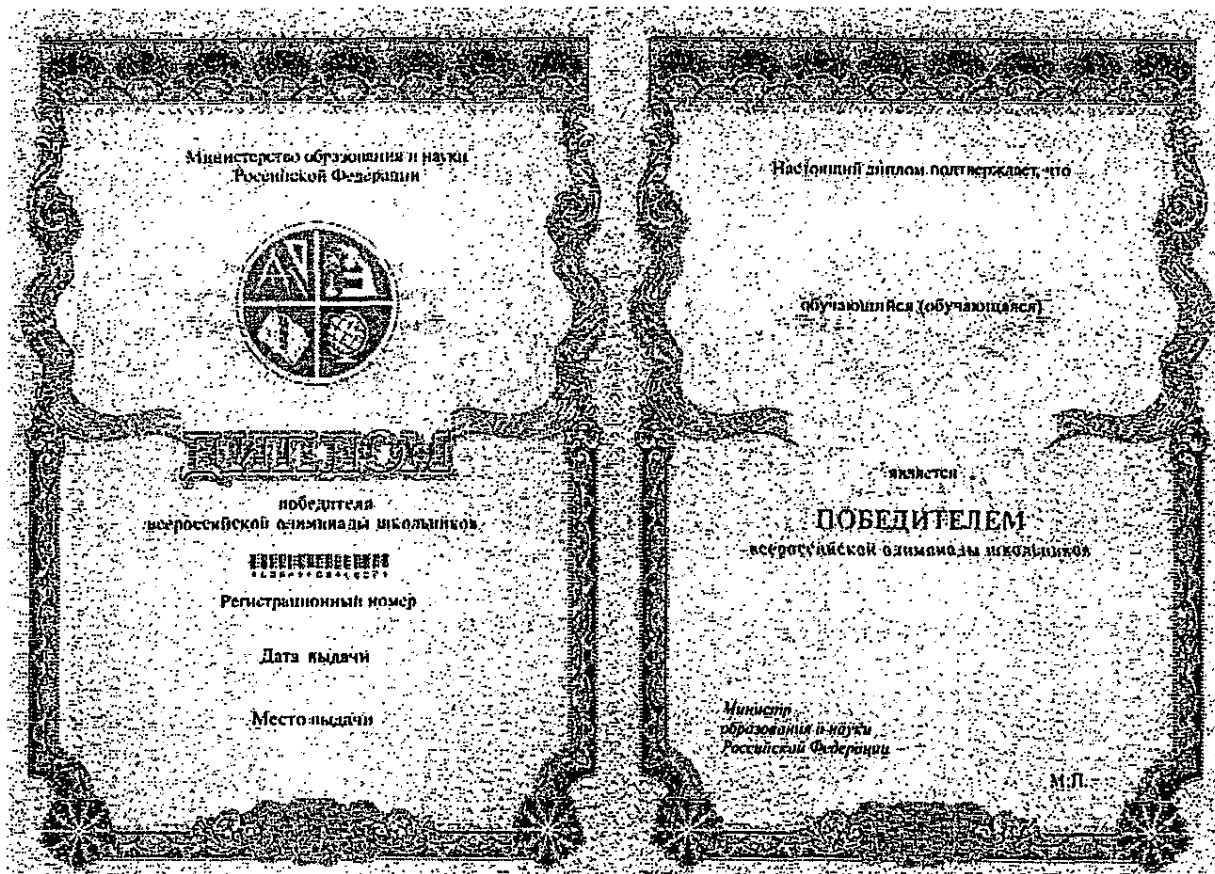 Министерство образования и науки
Российской Федерации
ДИПЛОМ
победителя
всероссийской олимпиады школьников
Регистрационный номер
Дата выдачи
Место выдачи
Настоящий диплом подтверждает, что
обучающийся (обучающаяся)
является
ПОБЕДИТЕЛЕМ
всероссийской олимпиады школьников
Министр
образования и науки
Российской Федерации
М.П.